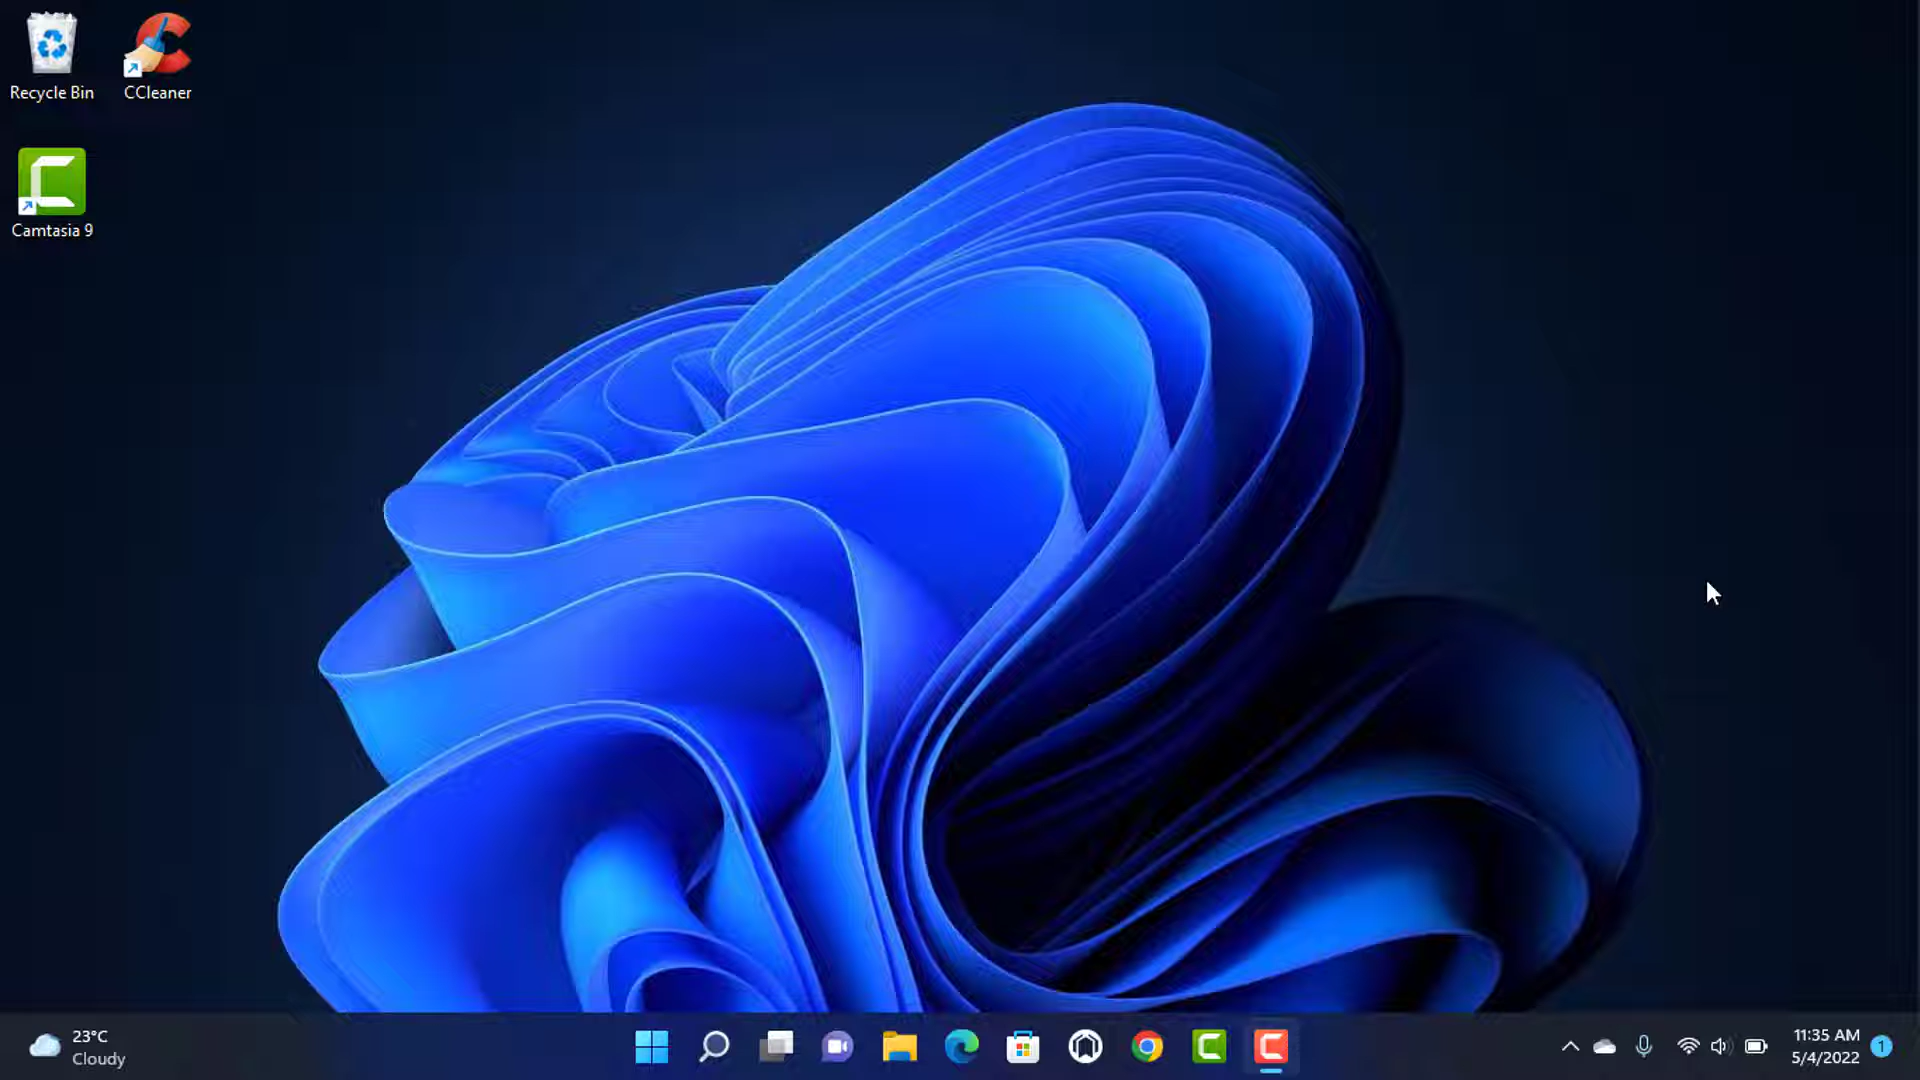 Recycle Bin
CCleaner
Camtasia 9
23°C
Cloudy
11:35 AM
5/4/2022
1